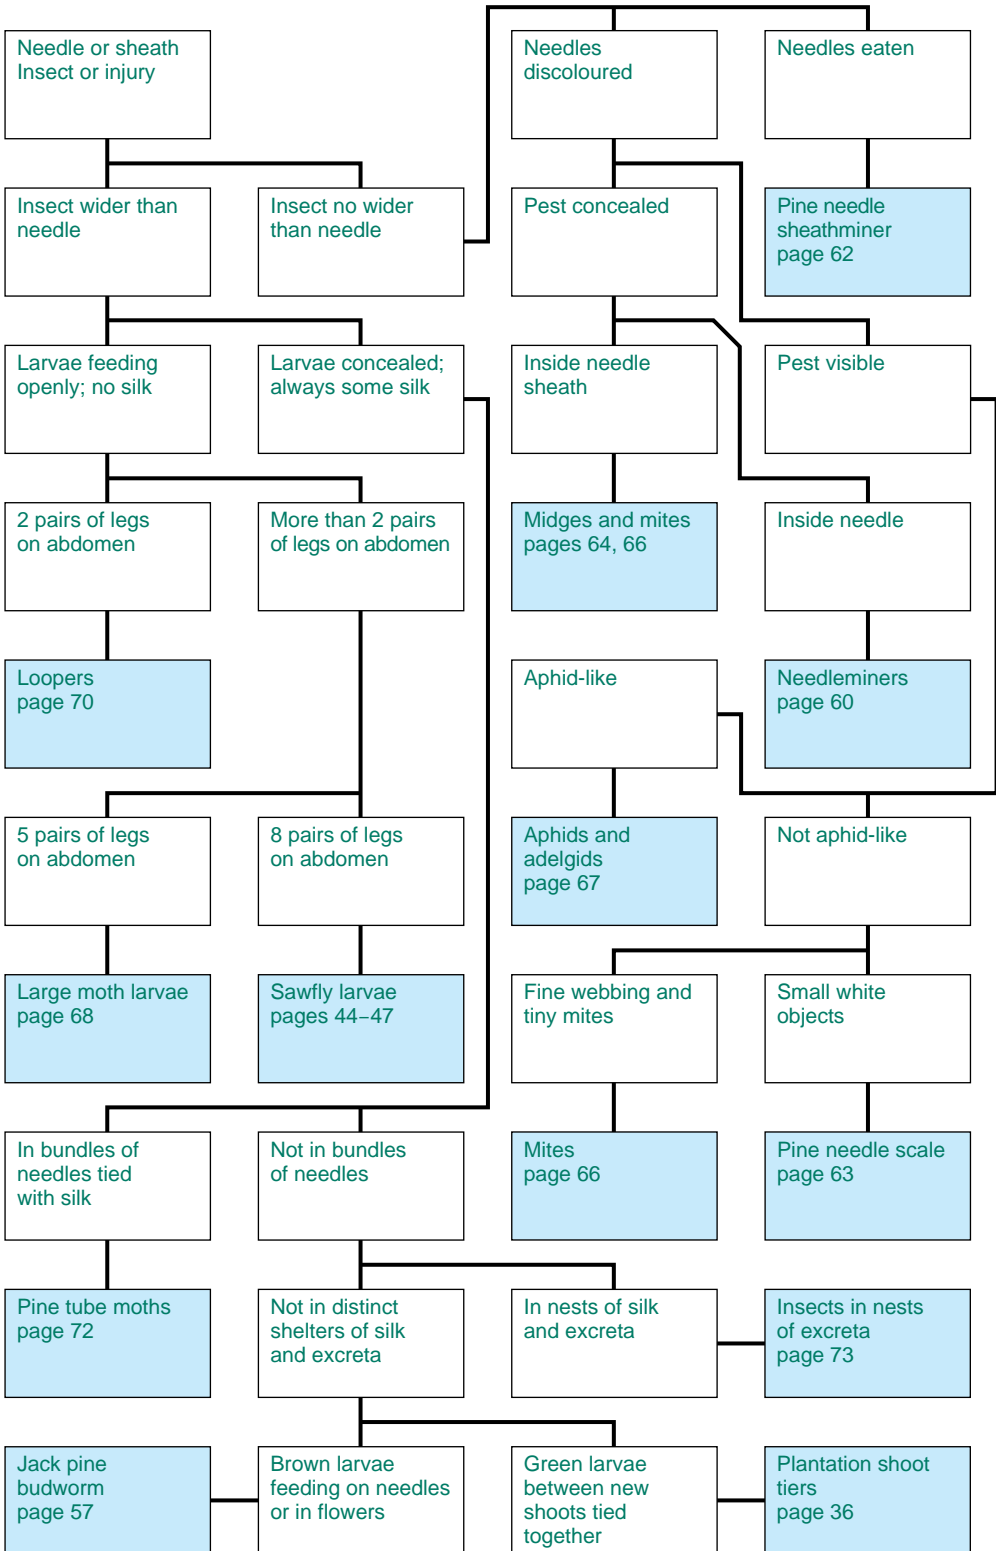 Needle or sheath
Insect or injury
Needles
discoloured
Needles eaten
Insect wider than
needle
Insect no wider
than needle
Pest concealed
Pine needle
sheathminer
page 62
Larvae feeding
openly; no silk
Larvae concealed;
always some silk
Inside needle
sheath
Pest visible
2 pairs of legs
on abdomen
More than 2 pairs
of legs on abdomen
Midges and mites
pages 64, 66
Inside needle
Loopers
page 70
Aphid-like
Needleminers
page 60
5 pairs of legs
on abdomen
8 pairs of legs
on abdomen
Aphids and
adelgids
page 67
Not aphid-like
Large moth larvae
page 68
Sawfly larvae
pages 44–47
Fine webbing and
tiny mites
Small white
objects
In bundles of
needles tied
with silk
Not in bundles
of needles
Mites
page 66
Pine needle scale
page 63
Pine tube moths
page 72
Not in distinct
shelters of silk
and excreta
In nests of silk
and excreta
Insects in nests
of excreta
page 73
Jack pine
budworm
page 57
Brown larvae
feeding on needles
or in flowers
Green larvae
between new
shoots tied
together
Plantation shoot
tiers
page 36